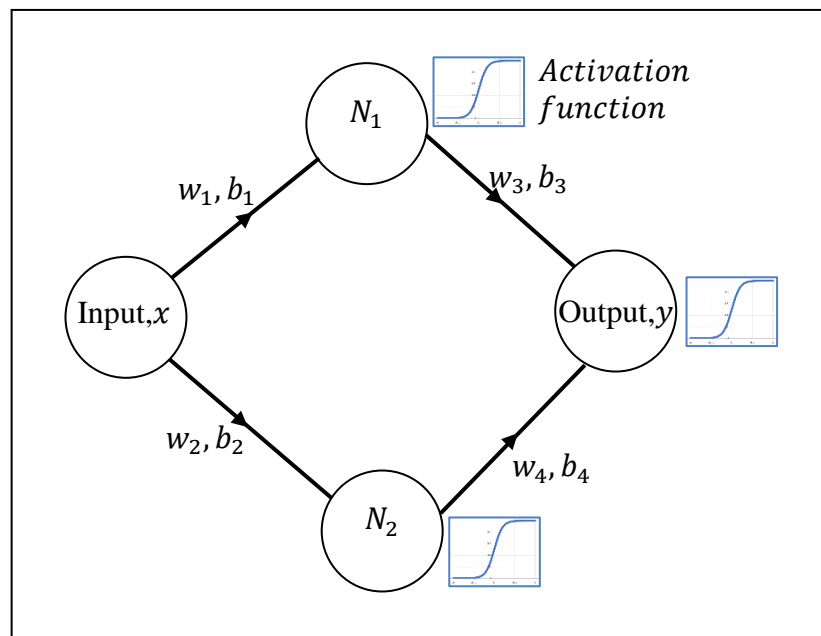 N₁
Activation
function
w₁, b₁
w₃, b₃
Input,x
Output,y
w₂, b₂
w₄, b₄
N₂